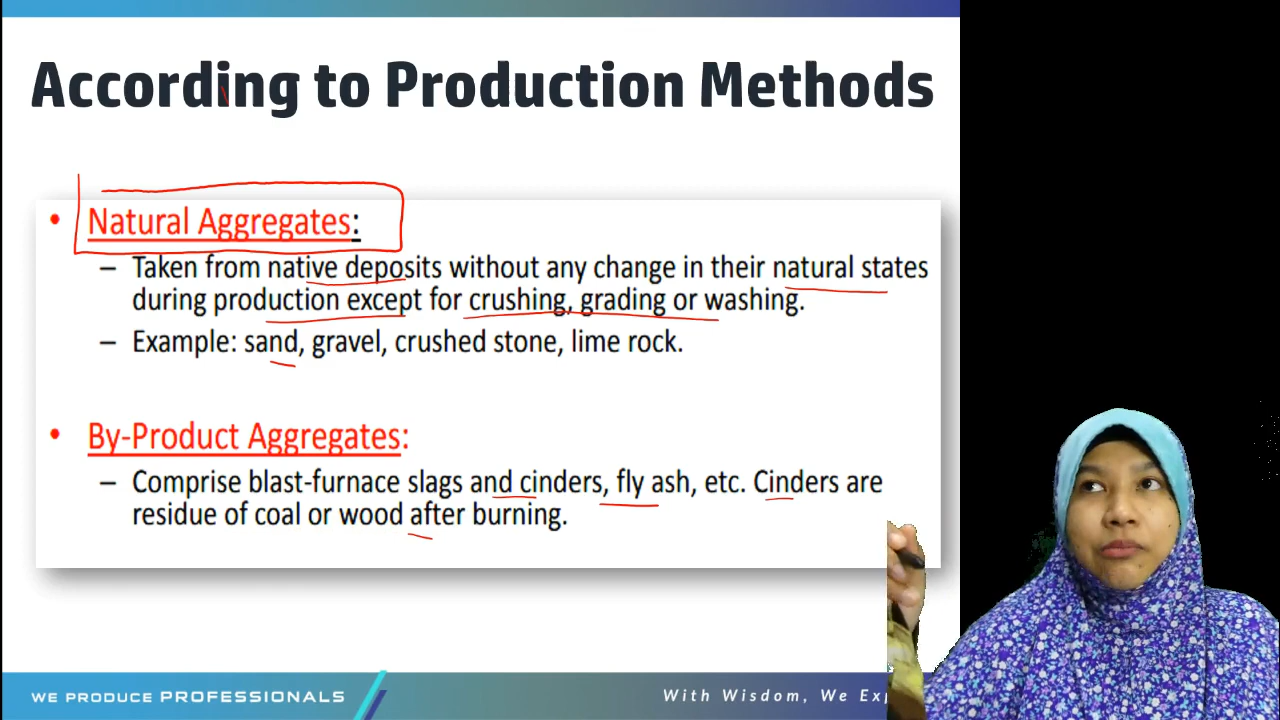 According to Production Methods
• Natural Aggregates:
– Taken from native deposits without any change in their natural states
during production except for crushing, grading or washing.
– Example: sand, gravel, crushed stone, lime rock.
• By-Product Aggregates:
– Comprise blast-furnace slags and cinders, fly ash, etc. Cinders are
residue of coal or wood after burning.
WE PRODUCE PROFESSIONALS
With Wisdom, We Exp